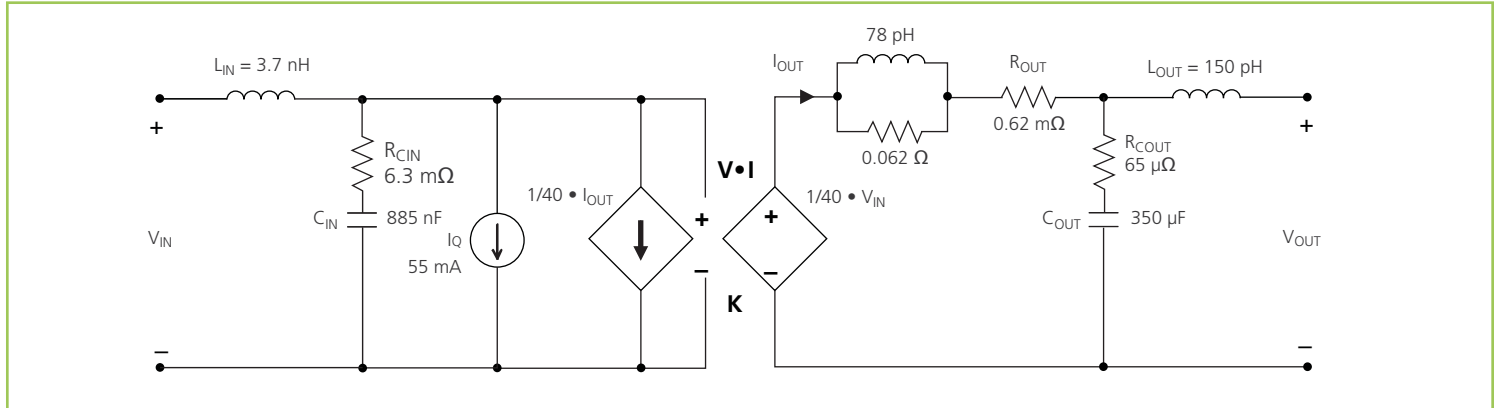 L_IN = 3.7 nH
+
R_CIN
6.3 mΩ
C_IN
885 nF
V_IN
–
I_Q
55 mA
1/40 • I_OUT
V•I
+
–
K
1/40 • V_IN
+
–
I_OUT
78 pH
0.062 Ω
R_OUT
0.62 mΩ
L_OUT = 150 pH
+
R_COUT
65 µΩ
C_OUT
350 µF
V_OUT
–